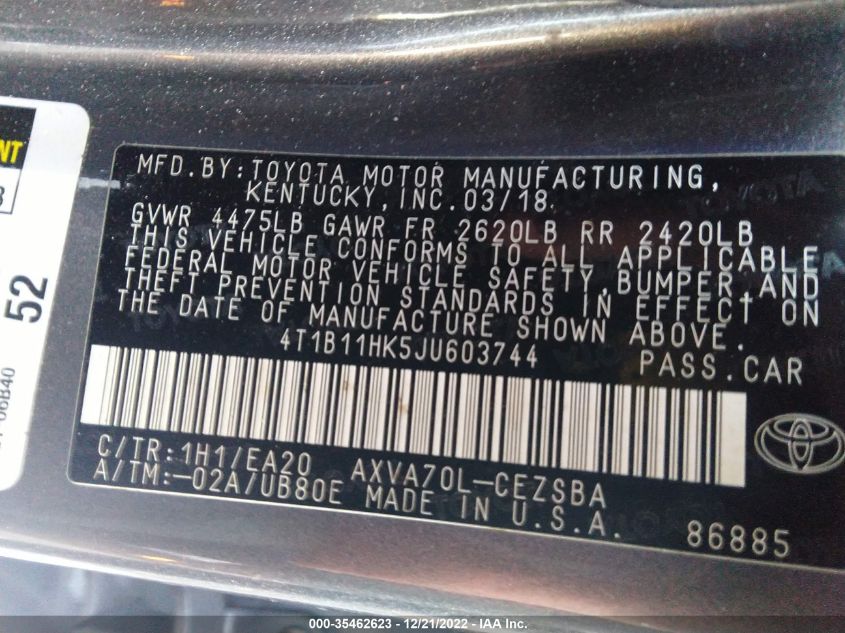 MFD.BY:TOYOTA MOTOR MANUFACTURING,
KENTUCKY,INC.03/18
GVWR 4475LB GAWR FR 2620LB RR 2420LB
THIS VEHICLE CONFORMS TO ALL APPLICABLE
FEDERAL MOTOR VEHICLE SAFETY,BUMPER,AND
THEFT PREVENTION STANDARDS IN EFFECT ON
THE DATE OF MANUFACTURE SHOWN ABOVE.
4T1B11HK5JU603744 PASS.CAR
C/TR:1H1/EA20 AXVA70L-CEZSBA
A/TM:-02A/UB80E MADE IN U.S.A. 86885
52
000-35462623 - 12/21/2022 - IAA Inc.